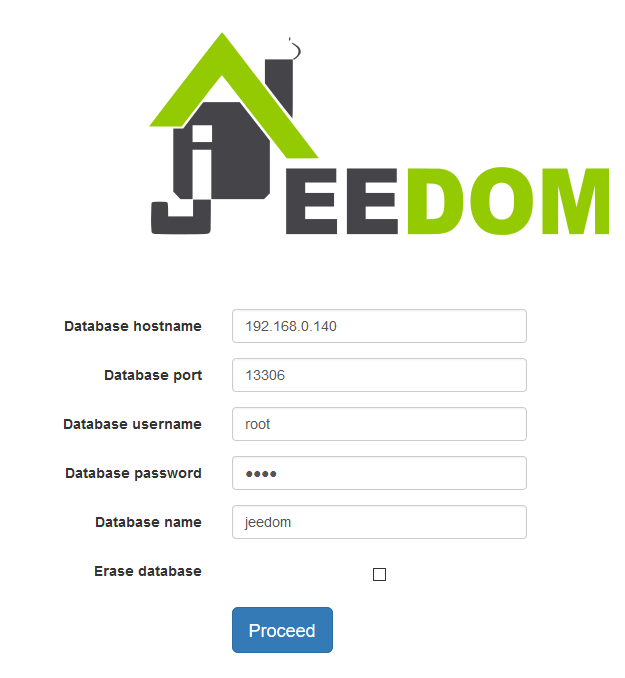 jEEDOM
Database hostname 192.168.0.140
Database port 13306
Database username root
Database password ●●●●
Database name jeedom
Erase database
Proceed